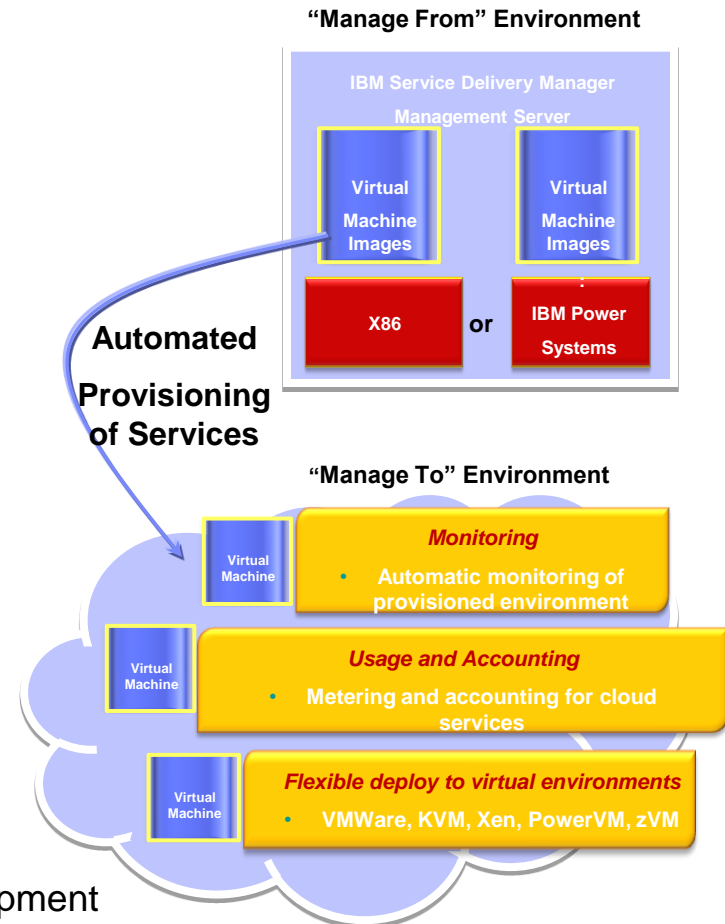 “Manage From” Environment
IBM Service Delivery Manager
Management Server
Virtual
Machine
Images
Virtual
Machine
Images
X86
or
:
IBM Power
Systems
Automated
Provisioning
of Services
“Manage To” Environment
Virtual
Machine
Monitoring
• Automatic monitoring of
provisioned environment
Virtual
Machine
Usage and Accounting
• Metering and accounting for cloud
services
Virtual
Machine
Flexible deploy to virtual environments
• VMWare, KVM, Xen, PowerVM, zVM
pment